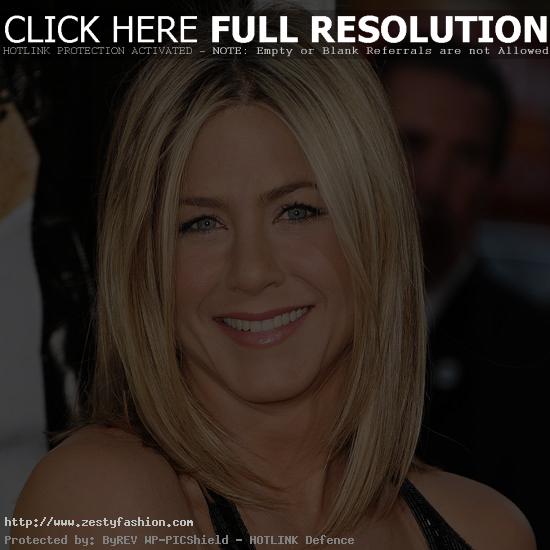 CLICK HERE FULL RESOLUTION
HOTLINK PROTECTION ACTIVATED - NOTE: Empty or Blank Referrals are not Allowed
http://www.zestyfashion.com
Protected by: ByREV WP-PICShield - HOTLINK Defence